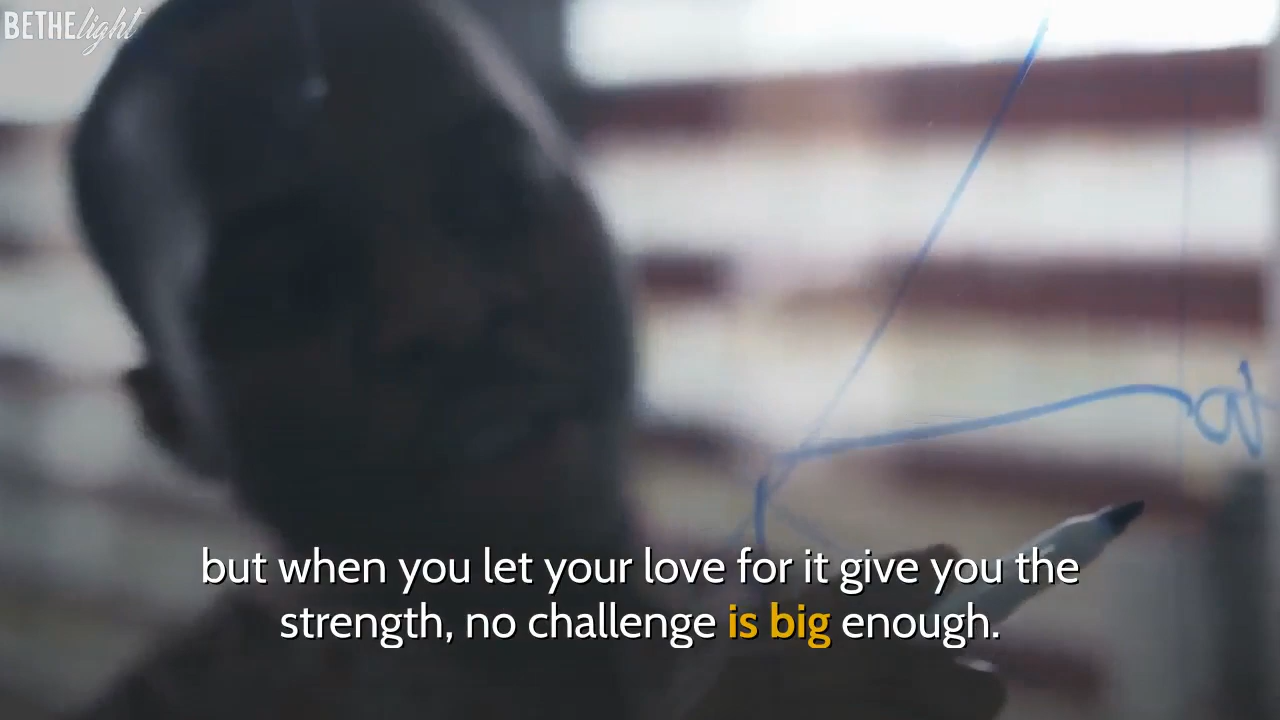 BETHElight
but when you let your love for it give you the
strength, no challenge is big enough.